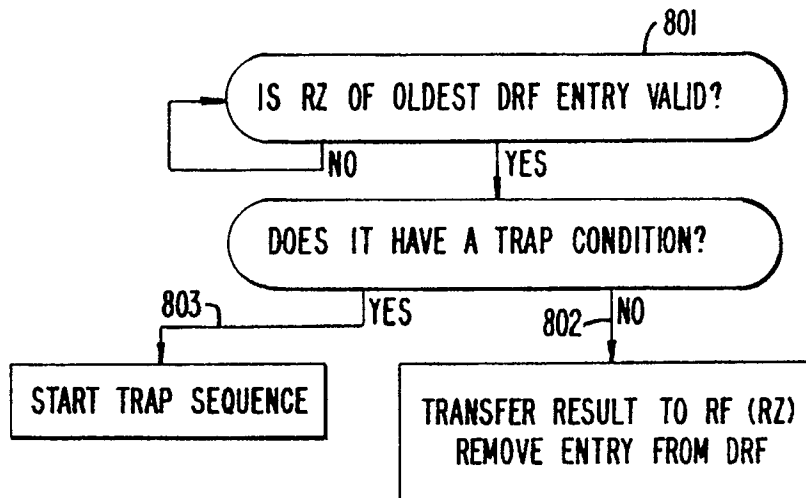 801
IS RZ OF OLDEST DRF ENTRY VALID?
NO
YES
DOES IT HAVE A TRAP CONDITION?
803
YES
802
NO
START TRAP SEQUENCE
TRANSFER RESULT TO RF (RZ)
REMOVE ENTRY FROM DRF